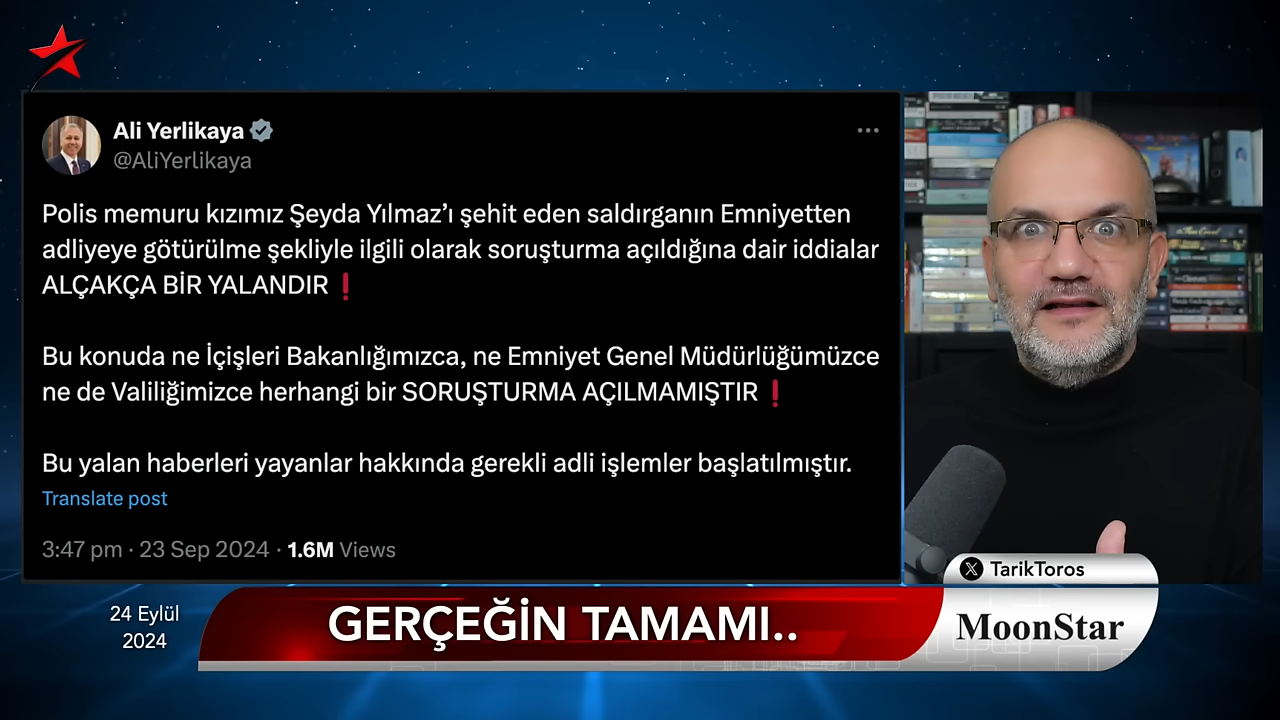 Ali Yerlikaya
@AliYerlikaya
Polis memuru kızımız Şeyda Yılmaz’ı şehit eden saldırganın Emniyetten
adliyeye götürülme şekliyle ilgili olarak soruşturma açıldığına dair iddialar
ALÇAKÇA BİR YALANDIR❗
Bu konuda ne İçişleri Bakanlığımızca, ne Emniyet Genel Müdürlüğümüzce
ne de Valiliğimizce herhangi bir SORUŞTURMA AÇILMAMIŞTIR❗
Bu yalan haberleri yayanlar hakkında gerekli adli işlemler başlatılmıştır.
Translate post
3:47 pm · 23 Sep 2024 · 1.6M Views
X TarikToros
24 Eylül
2024
GERÇEĞİN TAMAMI..
MoonStar